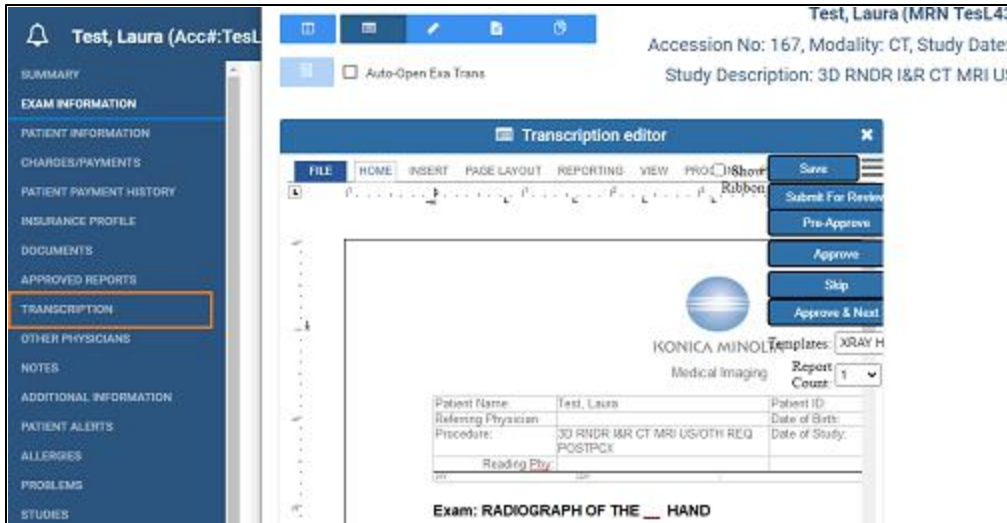 Test, Laura (Acc#:TesL
SUMMARY
EXAM INFORMATION
PATIENT INFORMATION
CHARGES/PAYMENTS
PATIENT PAYMENT HISTORY
INSURANCE PROFILE
DOCUMENTS
APPROVED REPORTS
TRANSCRIPTION
OTHER PHYSICIANS
NOTES
ADDITIONAL INFORMATION
PATIENT ALERTS
ALLERGIES
PROBLEMS
STUDIES
Test, Laura (MRN TesL43
Accession No: 167, Modality: CT, Study Date:
Study Description: 3D RNDR I&R CT MRI US
Auto-Open Exa Trans
Transcription editor
FILE HOME INSERT PAGE LAYOUT REPORTING VIEW Show
Ribbon
Save
Submit For Review
Pre-Approve
Approve
Skip
Approve & Next
KONICA MINOLTA
Medical Imaging
Templates: XRAY H
Report
Count: 1
Patient Name: Test, Laura Patient ID:
Referring Physician Date of Birth:
Procedure: 3D RNDR I&R CT MRI US/OTH REQ Date of Study:
POSTPCX
Reading Phy:
Exam: RADIOGRAPH OF THE __ HAND